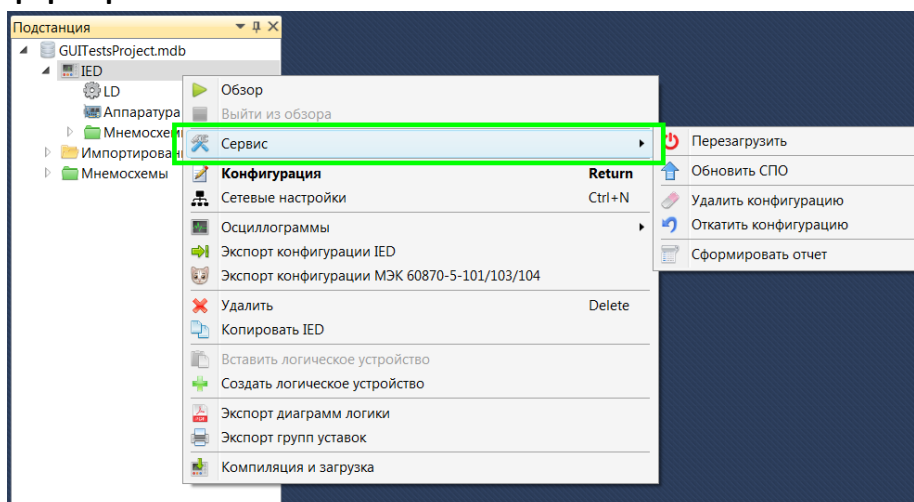 Подстанция
GUITestsProject.mdb
IED
LD
Аппаратура
Мнемосхемы
Импортирован
Мнемосхемы
Обзор
Выйти из обзора
Сервис
Конфигурация Return
Сетевые настройки Ctrl+N
Осциллограммы
Экспорт конфигурации IED
Экспорт конфигурации МЭК 60870-5-101/103/104
Удалить Delete
Копировать IED
Вставить логическое устройство
Создать логическое устройство
Экспорт диаграмм логики
Экспорт групп уставок
Компиляция и загрузка
Перезагрузить
Обновить СПО
Удалить конфигурацию
Откатить конфигурацию
Сформировать отчет